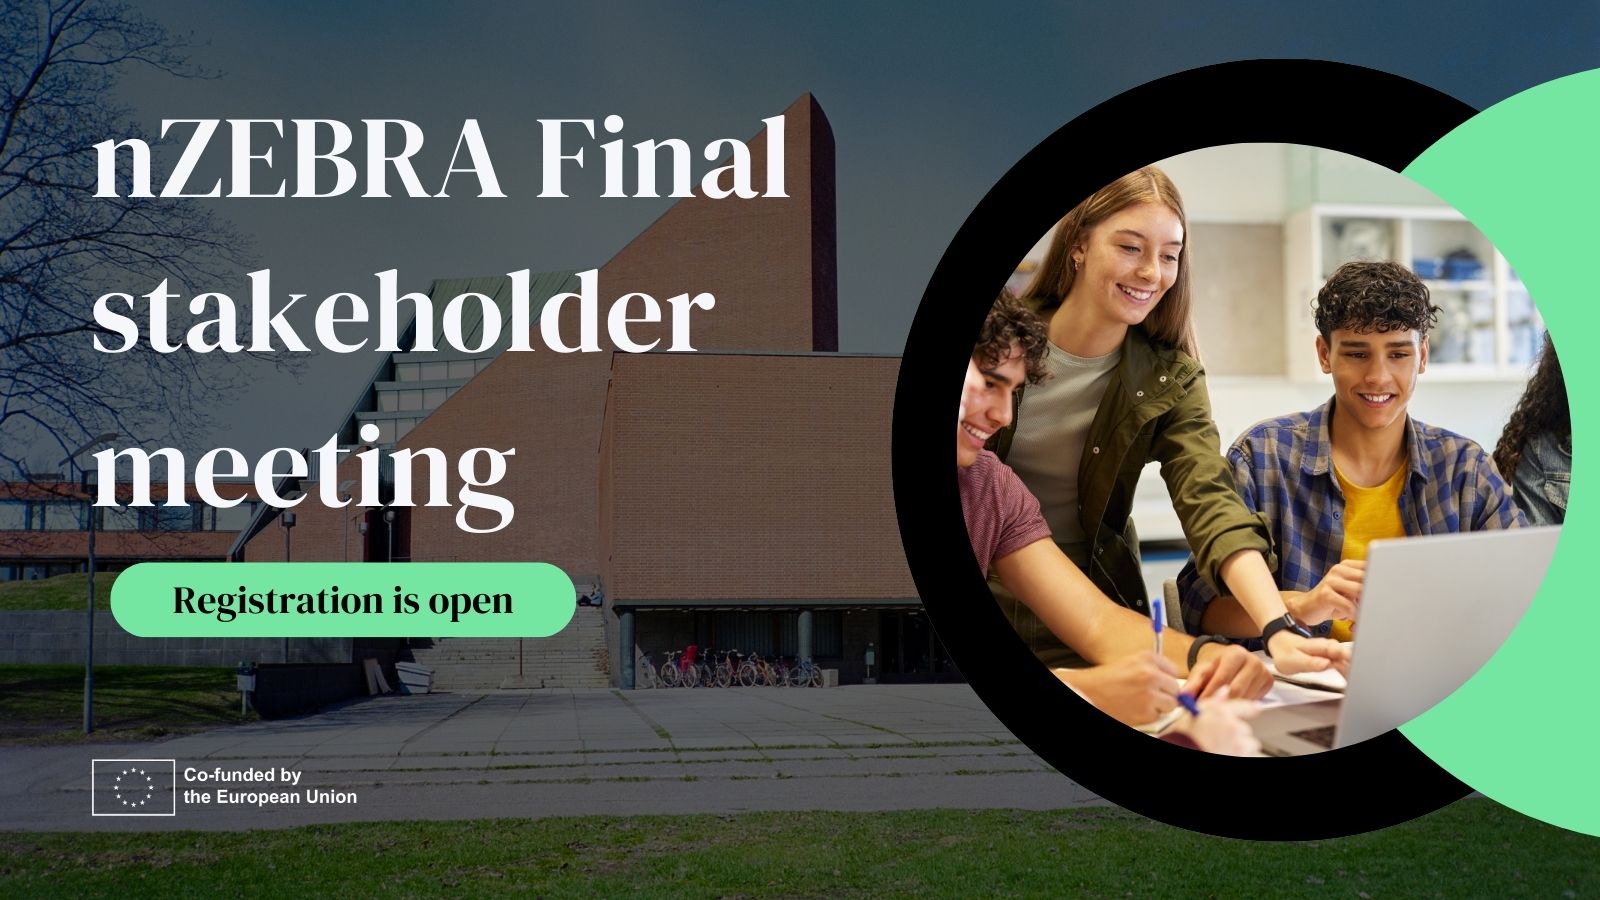 nZEBRA Final
stakeholder
meeting
Registration is open
Co-funded by
the European Union